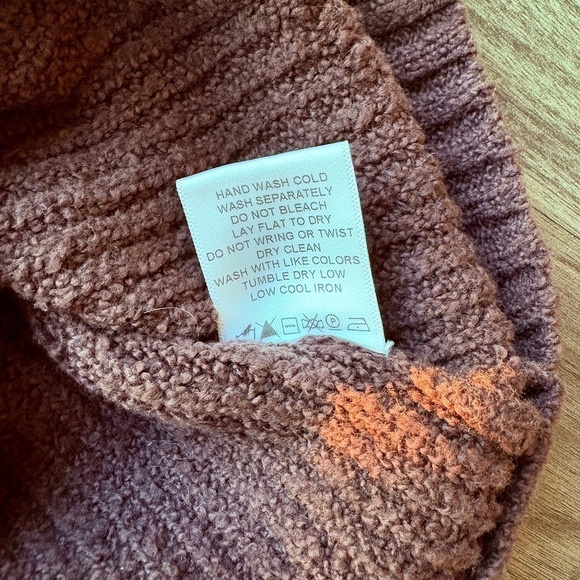 HAND WASH COLD
WASH SEPARATELY
DO NOT BLEACH
LAY FLAT TO DRY
DO NOT WRING OR TWIST
DRY CLEAN
WASH WITH LIKE COLORS
TUMBLE DRY LOW
LOW COOL IRON